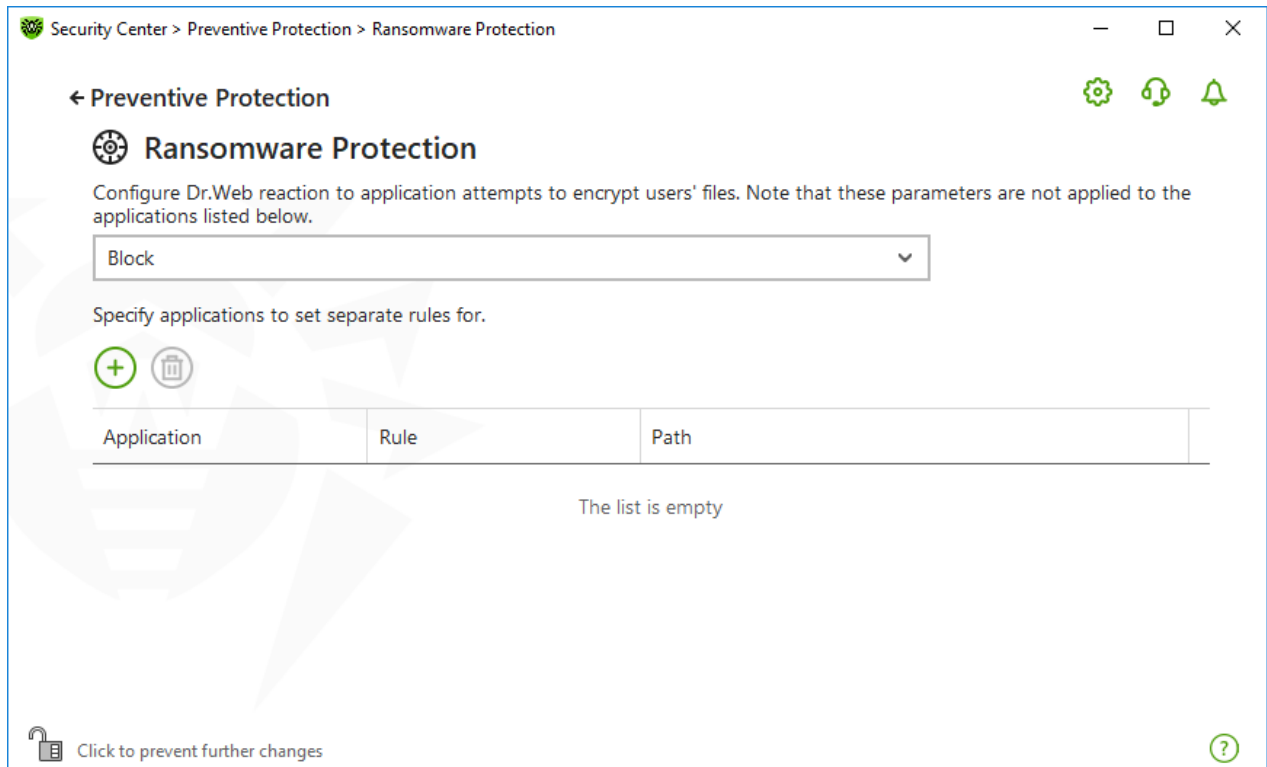 Security Center > Preventive Protection > Ransomware Protection
Preventive Protection
Ransomware Protection
Configure Dr.Web reaction to application attempts to encrypt users' files. Note that these parameters are not applied to the
applications listed below.
Block
Specify applications to set separate rules for.
Application Rule Path
The list is empty
Click to prevent further changes
?